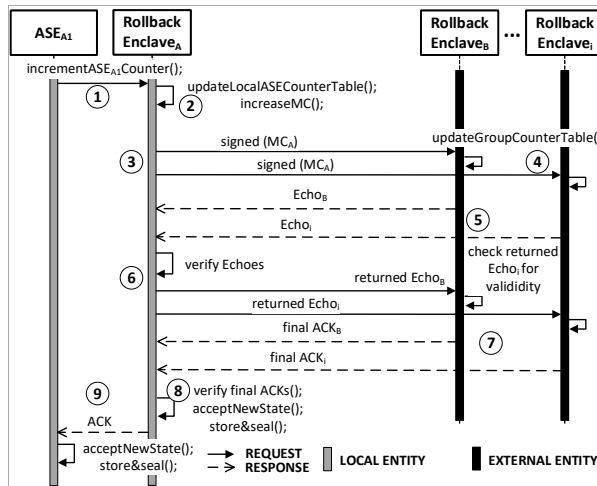 ASEA1
Rollback
EnclaveA
Rollback
EnclaveB
...
Rollback
Enclavei
incrementASEA1Counter();
1
2
updateLocalASECounterTable();
increaseMC();
signed (MCA)
updateGroupCounterTable(
3
signed (MCA)
4
EchoB
5
Echoi
verify Echoes
check returned
Echoi for
valididity
6
returned EchoB
returned Echoi
final ACKB
7
final ACKi
9
8
verify final ACKs();
acceptNewState();
store&seal();
ACK
acceptNewState();
store&seal();
REQUEST
RESPONSE
LOCAL ENTITY
EXTERNAL ENTITY